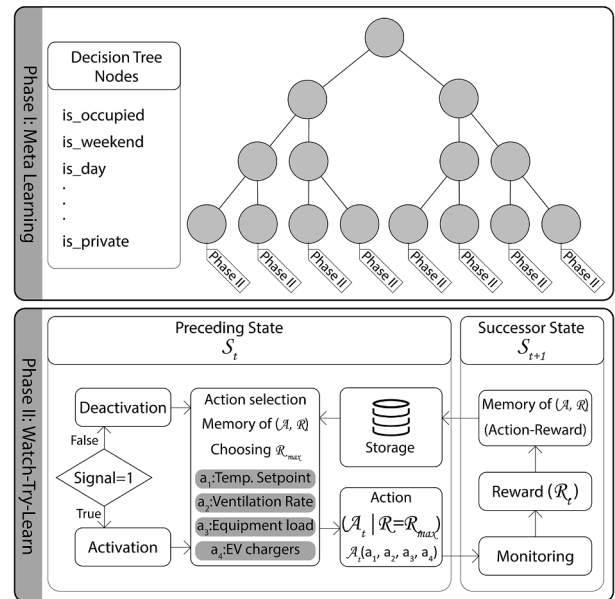 Phase I: Meta Learning
Decision Tree
Nodes
is_occupied
is_weekend
is_day
.
.
.
is_private
Phase II
Phase II
Phase II
Phase II
Phase II
Phase II
Phase II
Phase II
Phase II: Watch-Try-Learn
Preceding State
S_t
Successor State
S_{t+1}
Deactivation
False
Signal=1
True
Activation
Action selection
Memory of (A, R)
Choosing R_max
a₁:Temp. Setpoint
a₂:Ventilation Rate
a₃:Equipment load
a₄:EV chargers
Storage
Action
(A_t | R=R_max)
A_t(a₁, a₂, a₃, a₄)
Memory of (A, R)
(Action-Reward)
Reward (R_t)
Monitoring